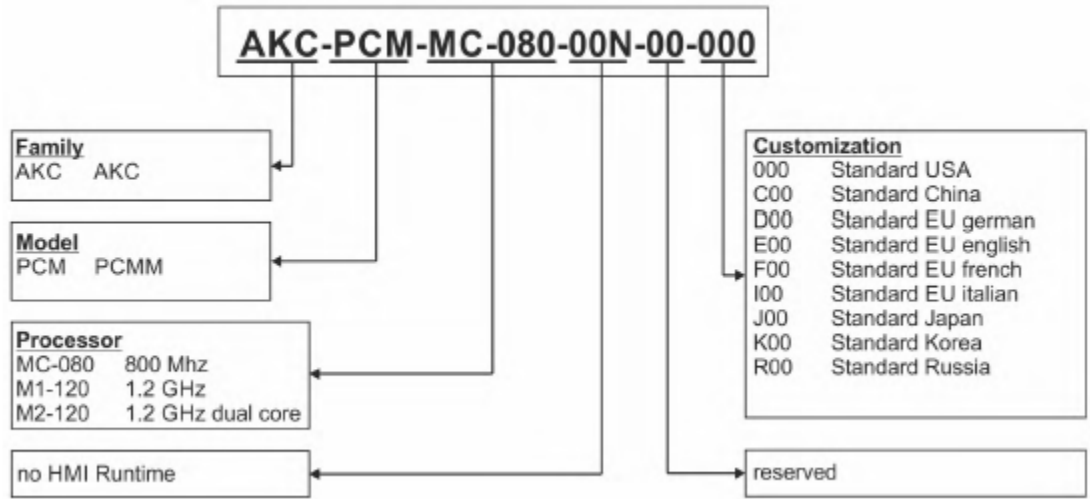 AKC-PCM-MC-080-00N-00-000
Family
AKC AKC
Model
PCM PCMM
Processor
MC-080 800 Mhz
M1-120 1.2 GHz
M2-120 1.2 GHz dual core
no HMI Runtime
Customization
000 Standard USA
C00 Standard China
D00 Standard EU german
E00 Standard EU english
F00 Standard EU french
I00 Standard EU italian
J00 Standard Japan
K00 Standard Korea
R00 Standard Russia
reserved